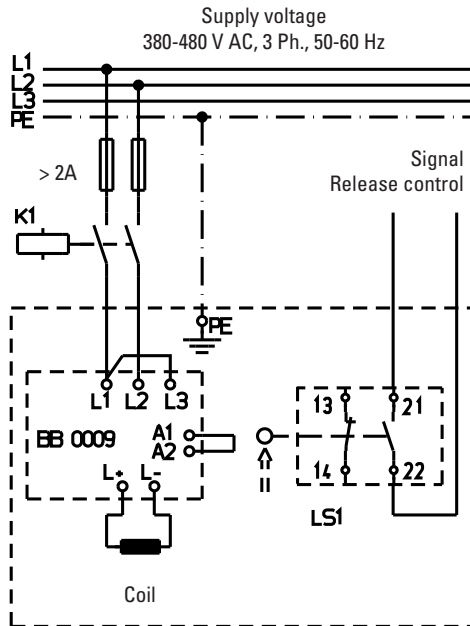 Supply voltage
380-480 V AC, 3 Ph., 50-60 Hz
L1
L2
L3
PE
> 2A
Signal
Release control
K1
PE
L1 L2 L3
BB 0009
A1
A2
L+ L-
Coil
13 21
14 22
LS1